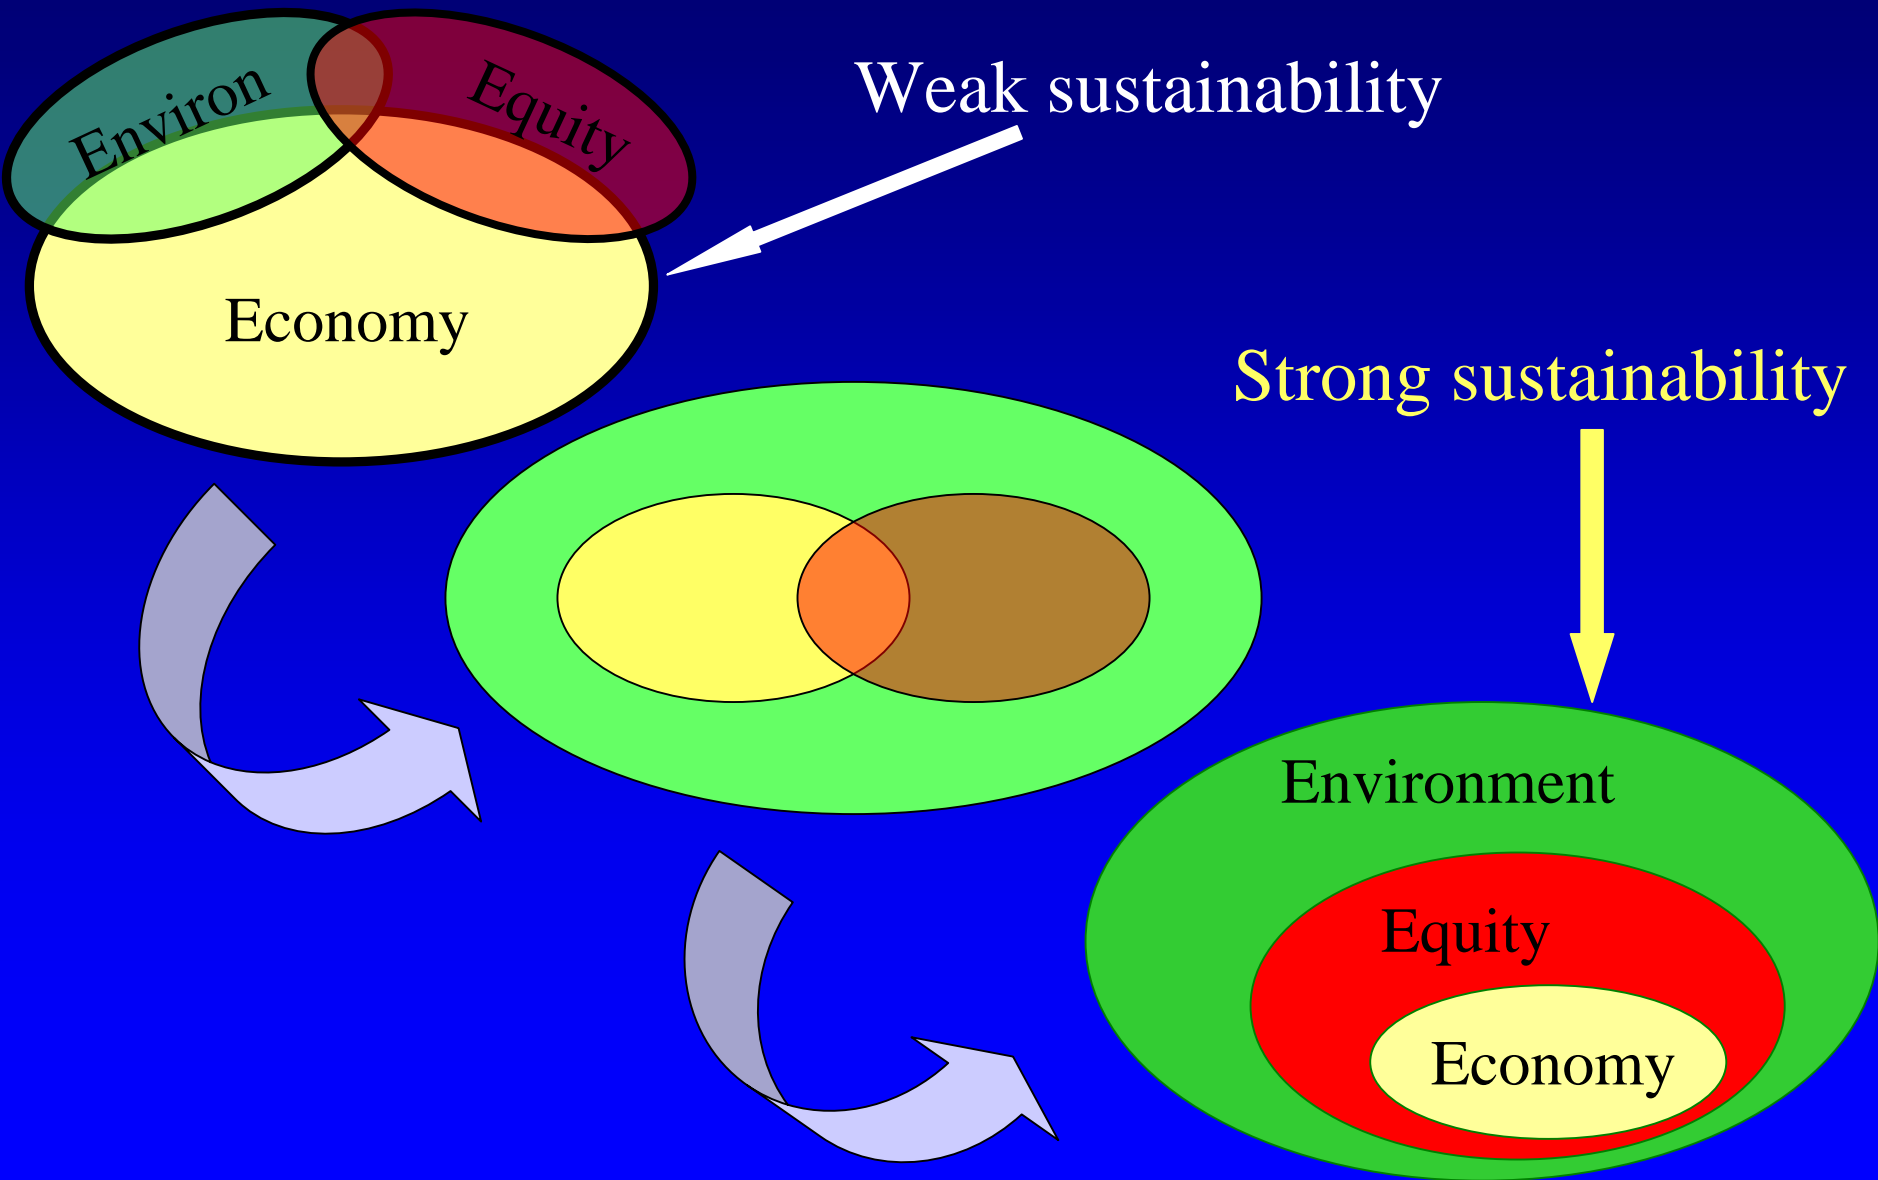 Environ
Equity
Weak sustainability
Economy
Strong sustainability
Environment
Equity
Economy